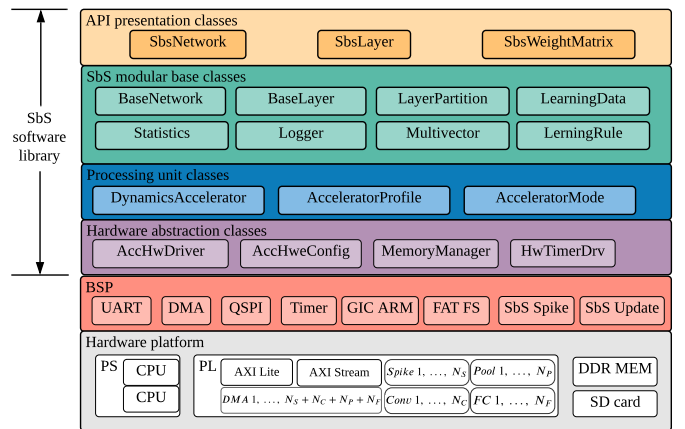 API presentation classes
SbsNetwork SbsLayer SbsWeightMatrix
SbS modular base classes
BaseNetwork BaseLayer LayerPartition LearningData
SbS
software
library
Statistics Logger Multivector LerningRule
Processing unit classes
DynamicsAccelerator AcceleratorProfile AcceleratorMode
Hardware abstraction classes
AccHwDriver AccHweConfig MemoryManager HwTimerDrv
BSP
UART DMA QSPI Timer GIC ARM FAT FS SbS Spike SbS Update
Hardware platform
PS CPU PL AXI Lite AXI Stream Spike 1, …, N_S Pool 1, …, N_P DDR MEM
CPU DMA 1, …, N_S + N_C + N_P + N_F Conv 1, …, N_C FC 1, …, N_F SD card